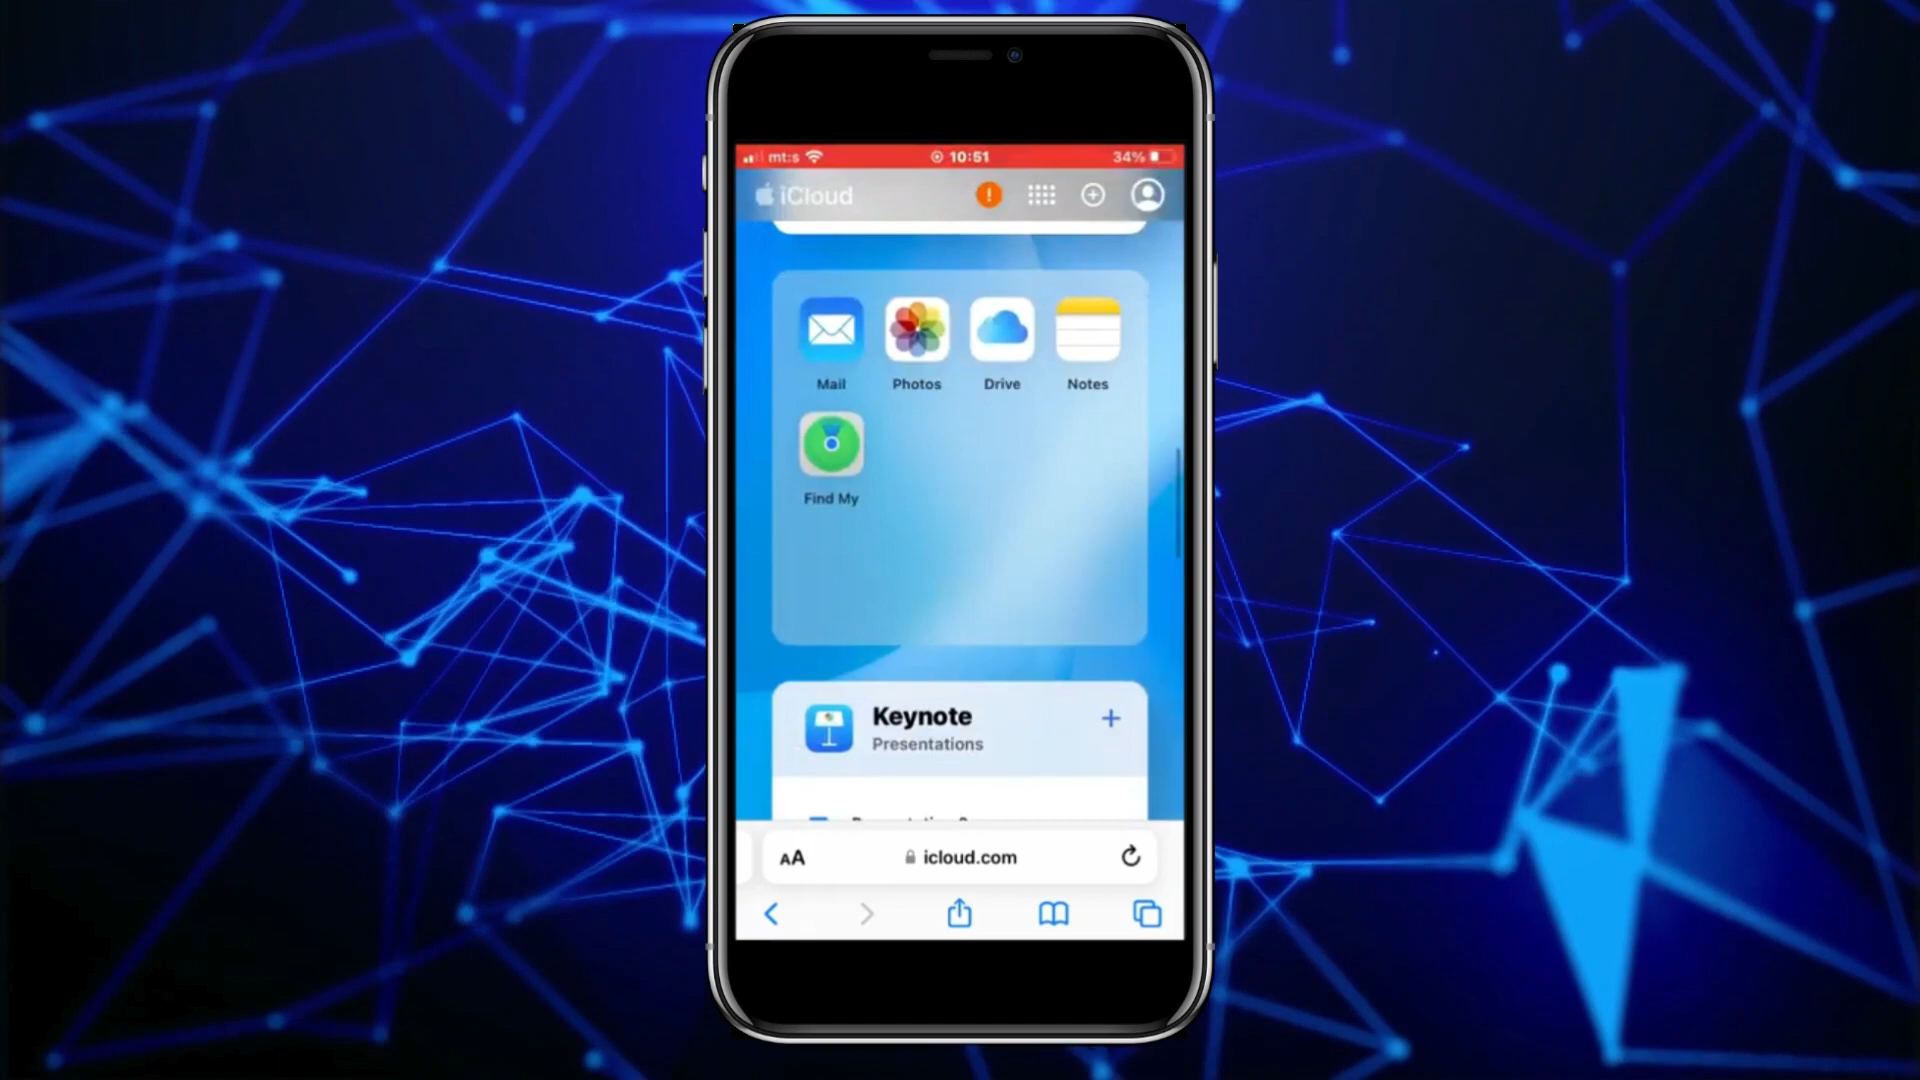 mt:s 10:51 34%
iCloud
Mail Photos Drive Notes
Find My
Keynote
Presentations
AA icloud.com